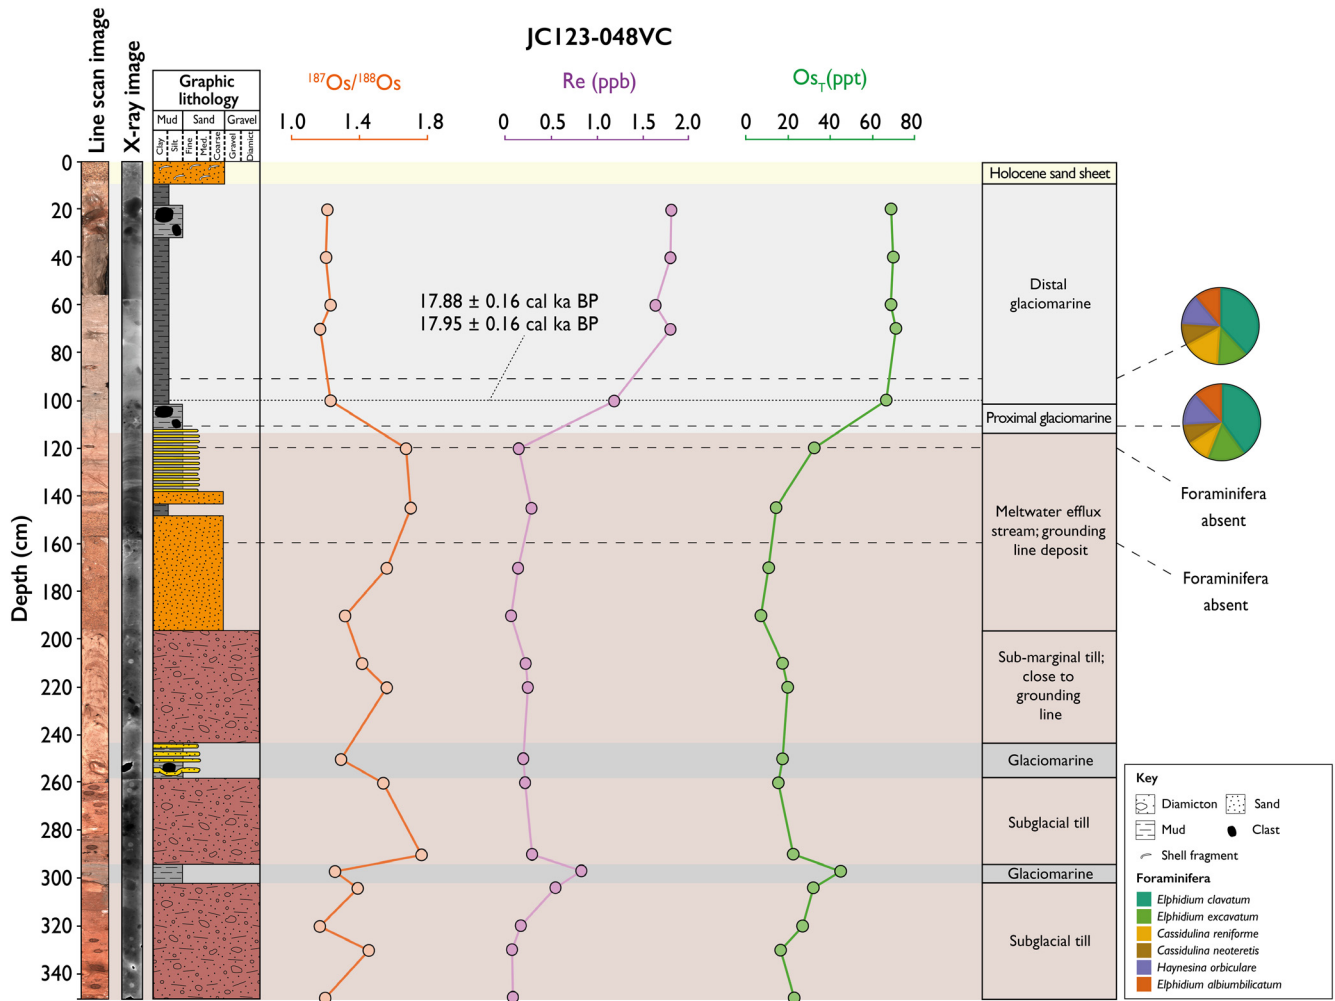 JC123-048VC
Line scan image
X-ray image
Graphic
lithology
Mud Sand Gravel
Clay Silt Fine Med. Coarse Gravel Diamict
187Os/188Os
1.0 1.4 1.8
Re (ppb)
0 0.5 1.0 1.5 2.0
OsT(ppt)
0 20 40 60 80
Depth (cm)
0
20
40
60
80
100
120
140
160
180
200
220
240
260
280
300
320
340
17.88 ± 0.16 cal ka BP
17.95 ± 0.16 cal ka BP
Holocene sand sheet
Distal
glaciomarine
Proximal glaciomarine
Meltwater efflux
stream; grounding
line deposit
Sub-marginal till;
close to
grounding
line
Glaciomarine
Subglacial till
Glaciomarine
Subglacial till
Foraminifera
absent
Foraminifera
absent
Key
Diamicton Sand
Mud Clast
Shell fragment
Foraminifera
Elphidium clavatum
Elphidium excavatum
Cassidulina reniforme
Cassidulina neoteretis
Haynesina orbiculare
Elphidium albiumbilicatum